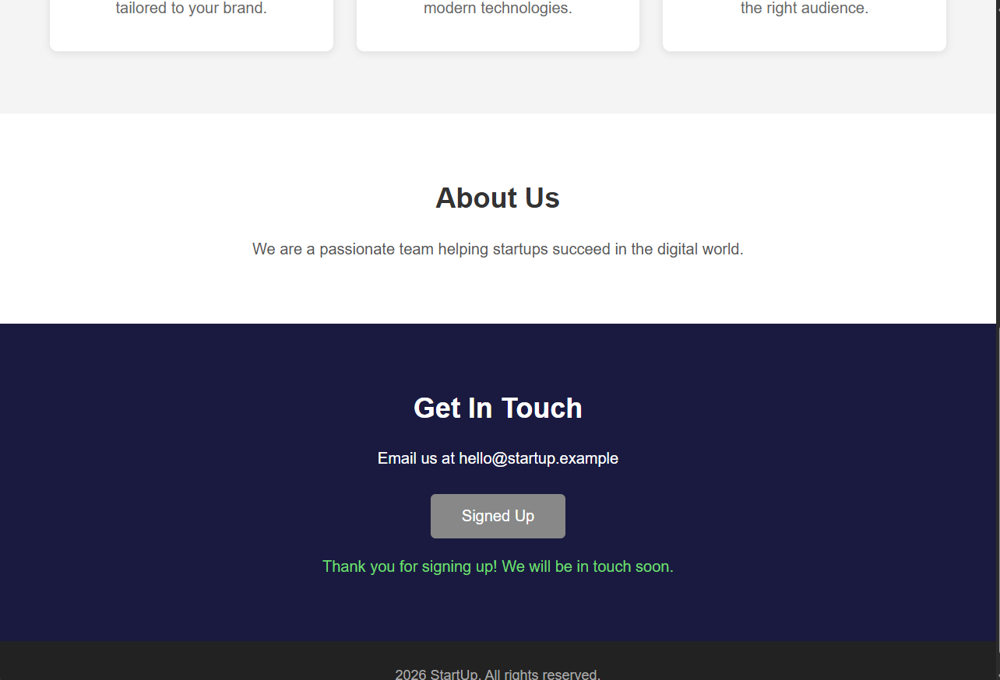 tailored to your brand.
modern technologies.
the right audience.
About Us
We are a passionate team helping startups succeed in the digital world.
Get In Touch
Email us at hello@startup.example
Signed Up
Thank you for signing up! We will be in touch soon.
2026 StartUp. All rights reserved.